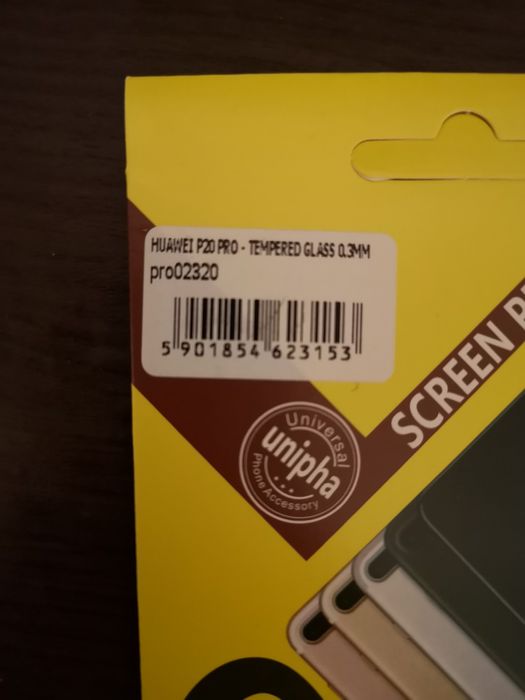 HUAWEI P20 PRO - TEMPERED GLASS 0.3MM
pro02320
5 901854 623153
SCREEN
Universal
unipha
Phone Accessory